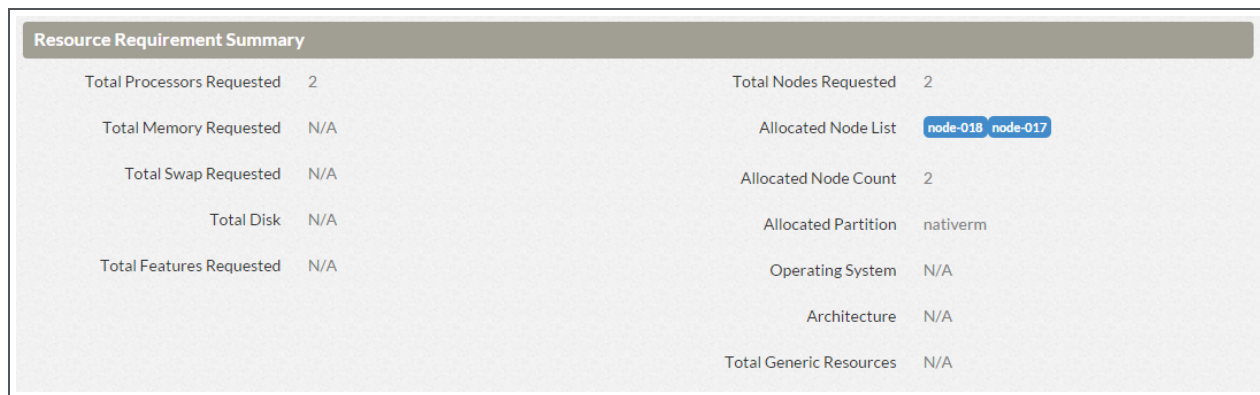 Resource Requirement Summary
Total Processors Requested 2
Total Memory Requested N/A
Total Swap Requested N/A
Total Disk N/A
Total Features Requested N/A
Total Nodes Requested 2
Allocated Node List node-018 node-017
Allocated Node Count 2
Allocated Partition nativerm
Operating System N/A
Architecture N/A
Total Generic Resources N/A